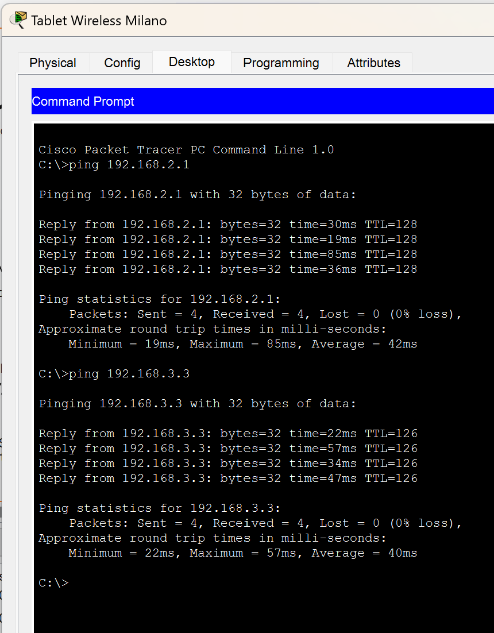 Tablet Wireless Milano
Physical Config Desktop Programming Attributes
Command Prompt
Cisco Packet Tracer PC Command Line 1.0
C:\>ping 192.168.2.1
Pinging 192.168.2.1 with 32 bytes of data:
Reply from 192.168.2.1: bytes=32 time=30ms TTL=128
Reply from 192.168.2.1: bytes=32 time=19ms TTL=128
Reply from 192.168.2.1: bytes=32 time=85ms TTL=128
Reply from 192.168.2.1: bytes=32 time=36ms TTL=128
Ping statistics for 192.168.2.1:
Packets: Sent = 4, Received = 4, Lost = 0 (0% loss),
Approximate round trip times in milli-seconds:
Minimum = 19ms, Maximum = 85ms, Average = 42ms
C:\>ping 192.168.3.3
Pinging 192.168.3.3 with 32 bytes of data:
Reply from 192.168.3.3: bytes=32 time=22ms TTL=126
Reply from 192.168.3.3: bytes=32 time=57ms TTL=126
Reply from 192.168.3.3: bytes=32 time=34ms TTL=126
Reply from 192.168.3.3: bytes=32 time=47ms TTL=126
Ping statistics for 192.168.3.3:
Packets: Sent = 4, Received = 4, Lost = 0 (0% loss),
Approximate round trip times in milli-seconds:
Minimum = 22ms, Maximum = 57ms, Average = 40ms
C:\>